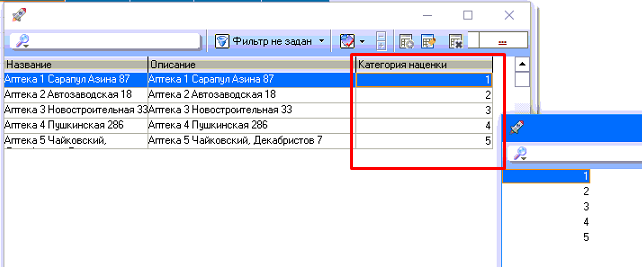 Фильтр не задан
Название Описание Категория наценки
Аптека 1 Сарапул Азина 87 Аптека 1 Сарапул Азина 87 1
Аптека 2 Автозаводская 18 Аптека 2 Автозаводская 18 2
Аптека 3 Новостроительная 33 Аптека 3 Новостроительная 33 3
Аптека 4 Пушкинская 286 Аптека 4 Пушкинская 286 4
Аптека 5 Чайковский, Аптека 5 Чайковский, Декабристов 7 5
1
2
3
4
5